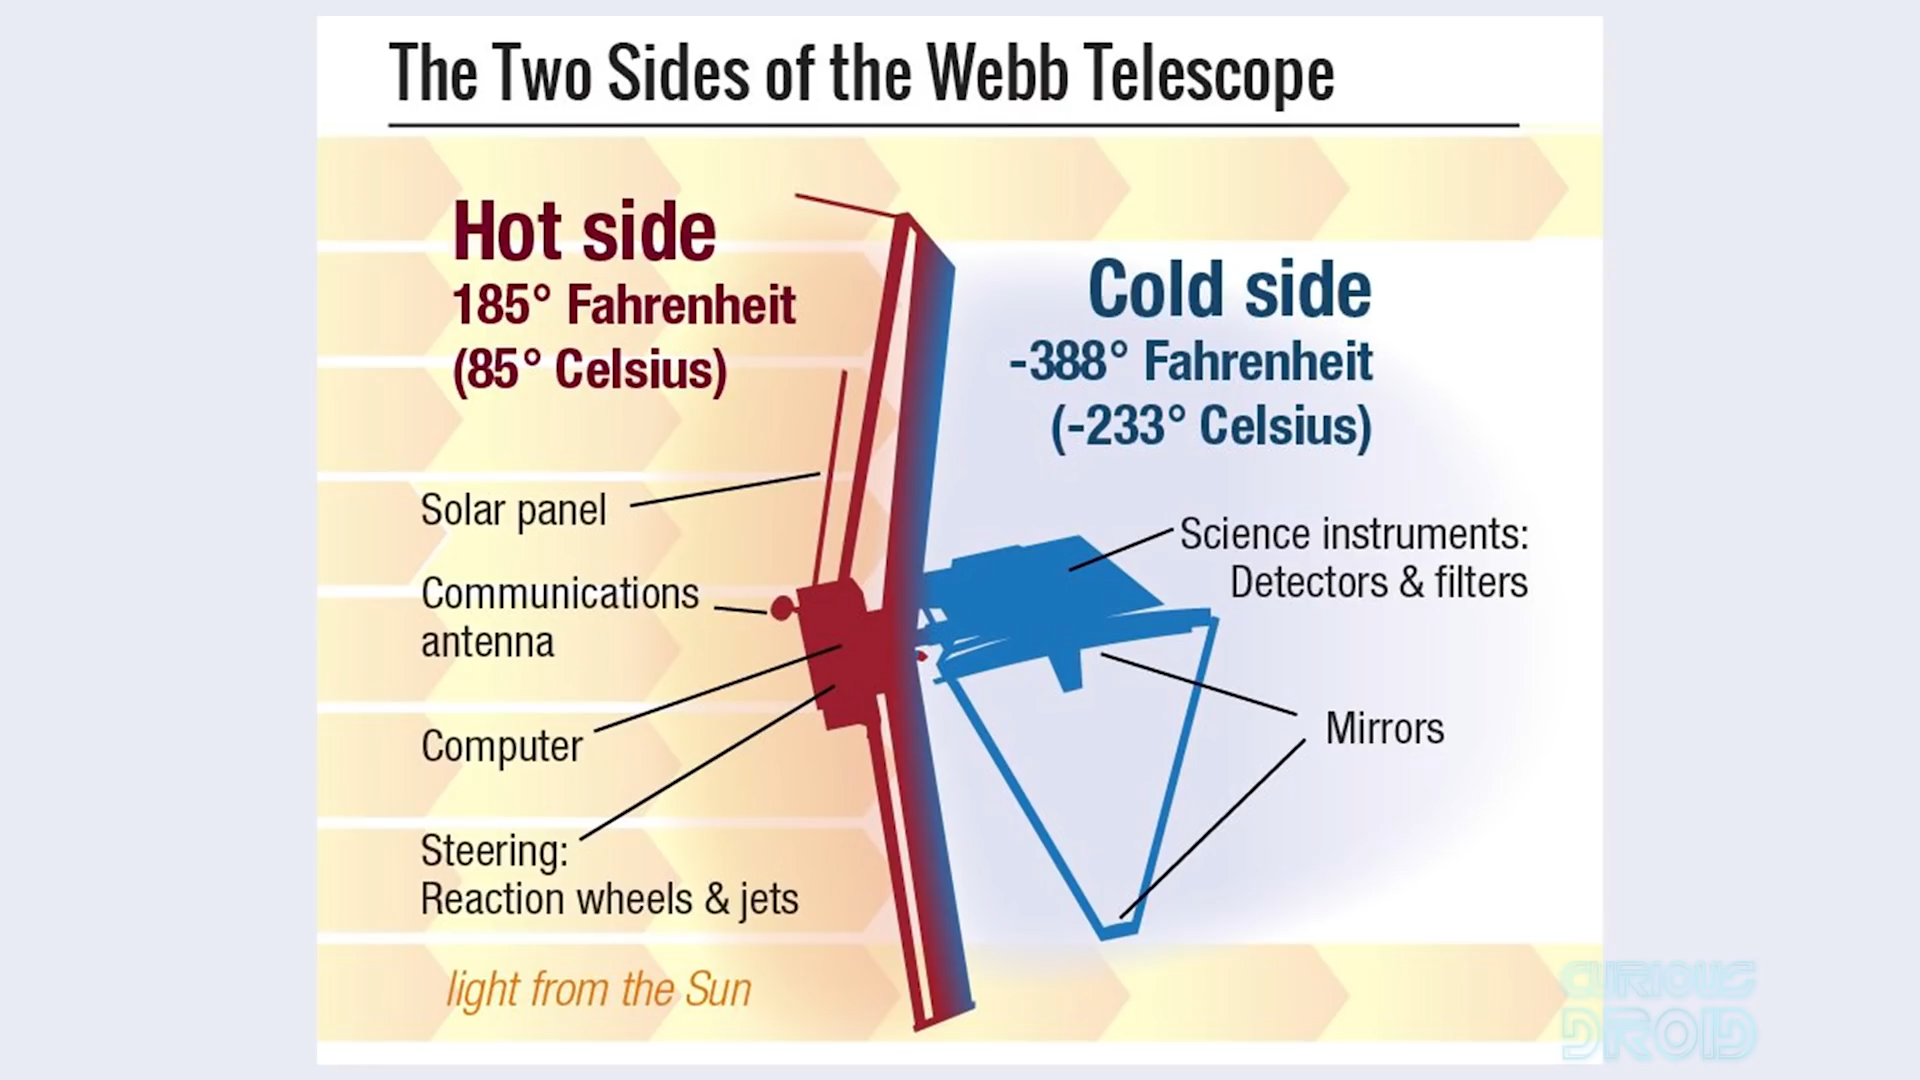 The Two Sides of the Webb Telescope
Hot side
185° Fahrenheit
(85° Celsius)
Cold side
-388° Fahrenheit
(-233° Celsius)
Solar panel
Communications
antenna
Computer
Steering:
Reaction wheels & jets
Science instruments:
Detectors & filters
Mirrors
light from the Sun
CURIOUS
DROID